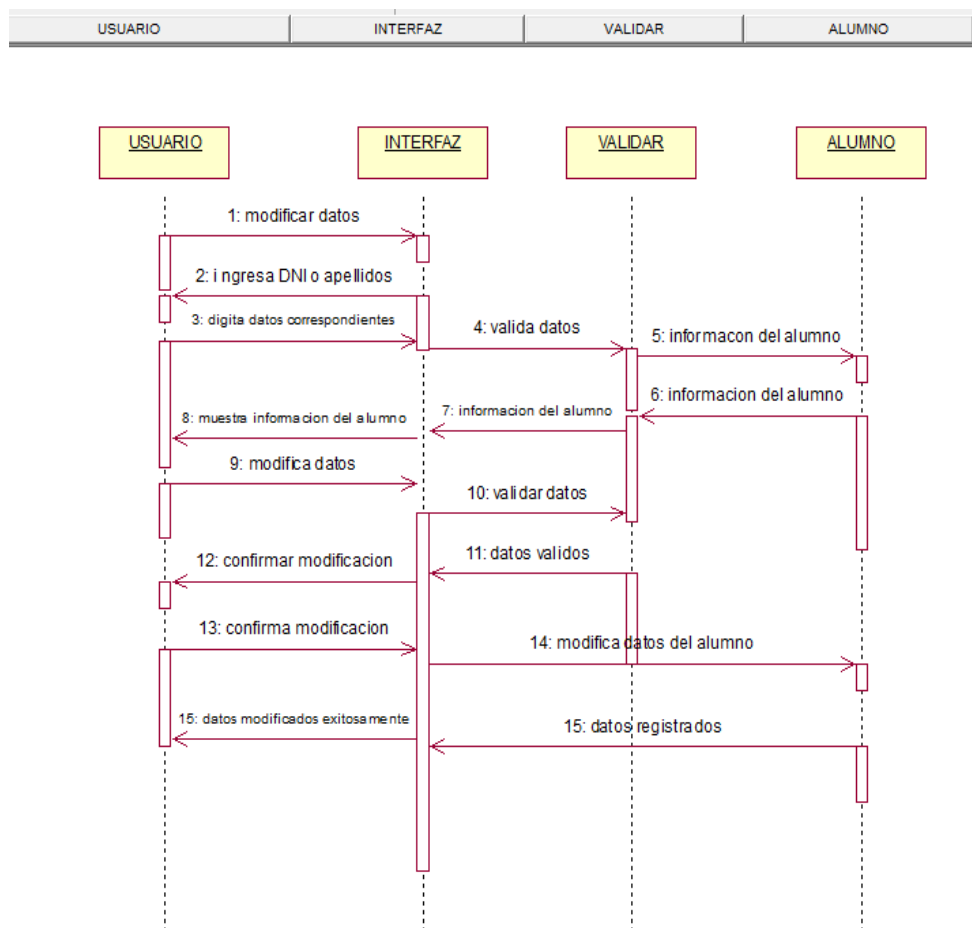 USUARIO INTERFAZ VALIDAR ALUMNO
USUARIO INTERFAZ VALIDAR ALUMNO
1: modificar datos
2: i ngresa DNI o apellidos
3: digita datos correspondientes
4: valida datos
5: informacon del alumno
6: informacion del alumno
7: informacion del alumno
8: muestra informacion del alumno
9: modifica datos
10: validar datos
11: datos validos
12: confirmar modificacion
13: confirma modificacion
14: modifica datos del alumno
15: datos modificados exitosamente
15: datos registrados